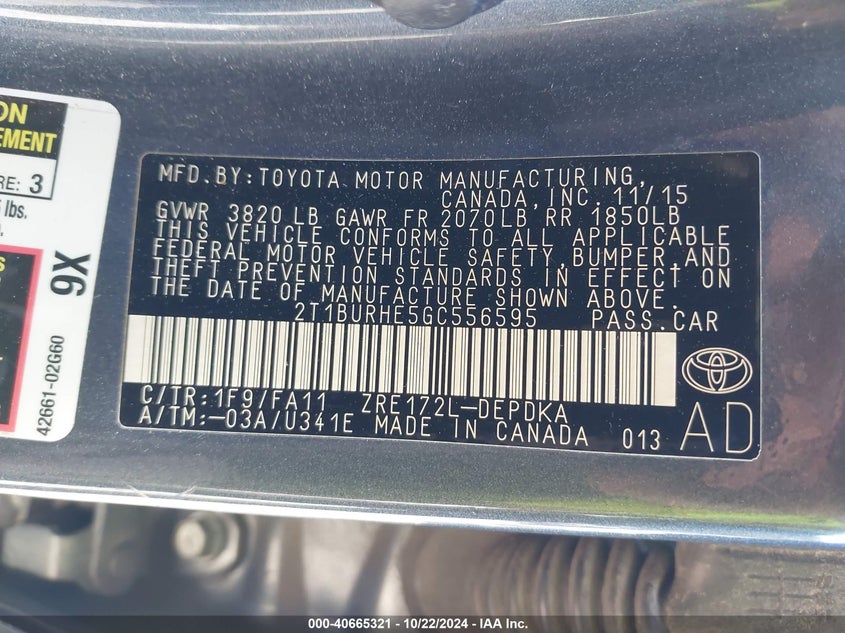 ON
EMENT
RE: 3
lbs.
S
9X
42661-02G60
MFD.BY:TOYOTA MOTOR MANUFACTURING,
CANADA,INC. 11/15
GVWR 3820 LB GAWR FR 2070LB, RR 1850LB
THIS VEHICLE CONFORMS TO ALL APPLICABLE
FEDERAL MOTOR VEHICLE SAFETY,BUMPER,AND
THEFT PREVENTION STANDARDS IN EFFECT ON
THE DATE OF MANUFACTURE SHOWN ABOVE.
2T1BURHE5GC556595 PASS.CAR
C/TR:1F9/FA11 ZRE172L-DEPDKA
A/TM:-03A/U341E MADE IN CANADA 013
AD
000-40665321 - 10/22/2024 - IAA Inc.